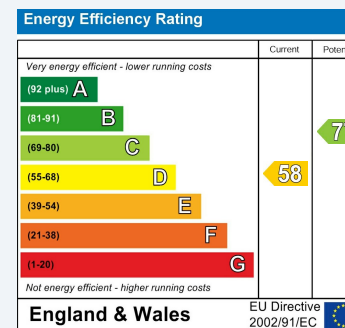 Energy Efficiency Rating
Current
Very energy efficient - lower running costs
(92 plus) A
(81-91) B
(69-80) C
(55-68) D
58
(39-54) E
(21-38) F
(1-20) G
Not energy efficient - higher running costs
England & Wales
EU Directive
2002/91/EC